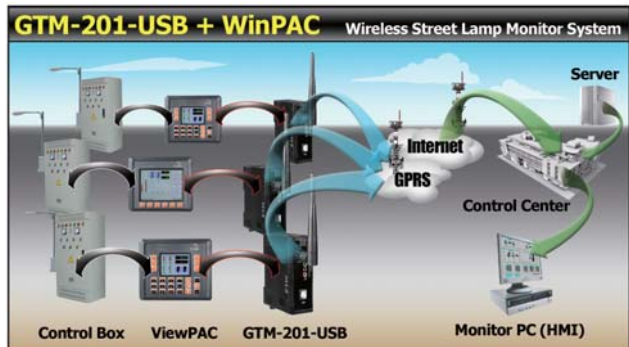 GTM-201-USB + WinPAC Wireless Street Lamp Monitor System
Server
Internet
GPRS
Control Center
Control Box ViewPAC GTM-201-USB Monitor PC (HMI)